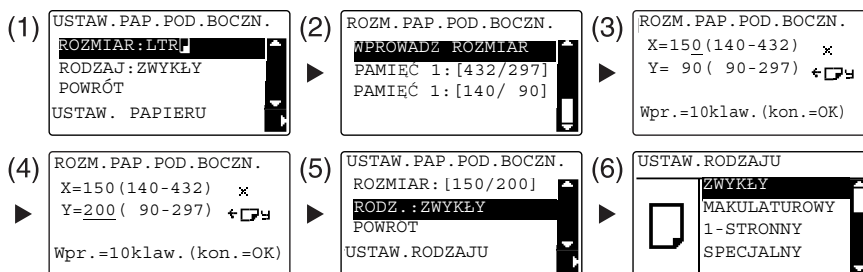 (1)
USTAW.PAP.POD.BOCZN.
ROZMIAR:LTR
RODZAJ:ZWYKŁY
POWRÓT
USTAW. PAPIERU
(2)
ROZM.PAP.POD.BOCZN.
WPROWADZ ROZMIAR
PAMIĘĆ 1:[432/297]
PAMIĘĆ 1:[140/ 90]
(3)
ROZM.PAP.POD.BOCZN.
X=150(140-432) x
Y= 90( 90-297) y
Wpr.=10klaw.(kon.=OK)
(4)
ROZM.PAP.POD.BOCZN.
X=150(140-432) x
Y=200( 90-297) y
Wpr.=10klaw.(kon.=OK)
(5)
USTAW.PAP.POD.BOCZN.
ROZMIAR:[150/200]
RODZ.:ZWYKŁY
POWROT
USTAW.RODZAJU
(6)
USTAW.RODZAJU
ZWYKŁY
MAKULATUROWY
1-STRONNY
SPECJALNY